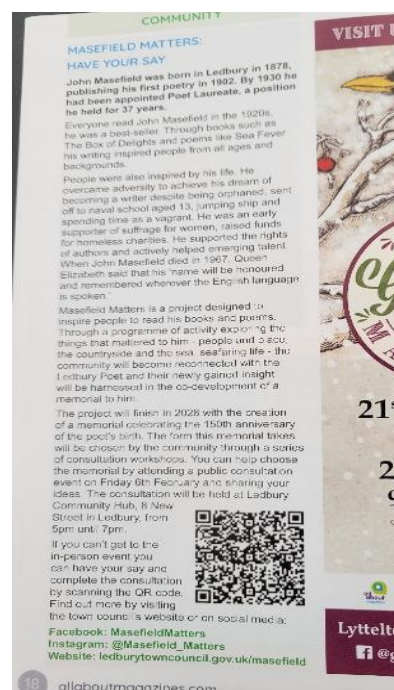 COMMUNITY
MASEFIELD MATTERS:
HAVE YOUR SAY
John Masefield was born in Ledbury in 1878,
publishing his first poetry in 1902. By 1930 he
had been appointed Poet Laureate, a position
he held for 37 years.
Everyone read John Masefield in the 1920s,
he was a best-seller. Through books such as
The Box of Delights and poems like Sea Fever
his writing inspired people from all ages and
backgrounds.
People were also inspired by his life. He
overcame adversity to achieve his dream of
becoming a writer despite being orphaned, sent
off to naval school aged 13, jumping ship and
spending time as a vagrant. He was an early
supporter of suffrage for women, raised funds
for homeless charities. He supported the rights
of authors and actively helped emerging talent.
When John Masefield died in 1967, Queen
Elizabeth said that his 'name will be honoured
and remembered wherever the English language
is spoken.'
Masefield Matters is a project designed to
inspire people to read his books and poems.
Through a programme of activity exploring the
things that mattered to him - people and place,
the countryside and the sea, seafaring life - the
community will become reconnected with the
Ledbury Poet and their newly gained insight
will be harnessed in the co-development of a
memorial to him.
The project will finish in 2028 with the creation
of a memorial celebrating the 150th anniversary
of the poet's birth. The form this memorial takes
will be chosen by the community through a series
of consultation workshops. You can help choose
the memorial by attending a public consultation
event on Friday 6th February and sharing your
ideas. The consultation will be held at Ledbury
Community Hub, 8 New
Street in Ledbury, from
5pm until 7pm.
If you can't get to the
in-person event you
can have your say and
complete the consultation
by scanning the QR code.
Find out more by visiting
the town council's website or on social media:
Facebook: MasefieldMatters
Instagram: @Masefield_Matters
Website: ledburytowncouncil.gov.uk/masefield
18 allaboutmagazines.com
VISIT
21
2
all about
Lyttelt
@g